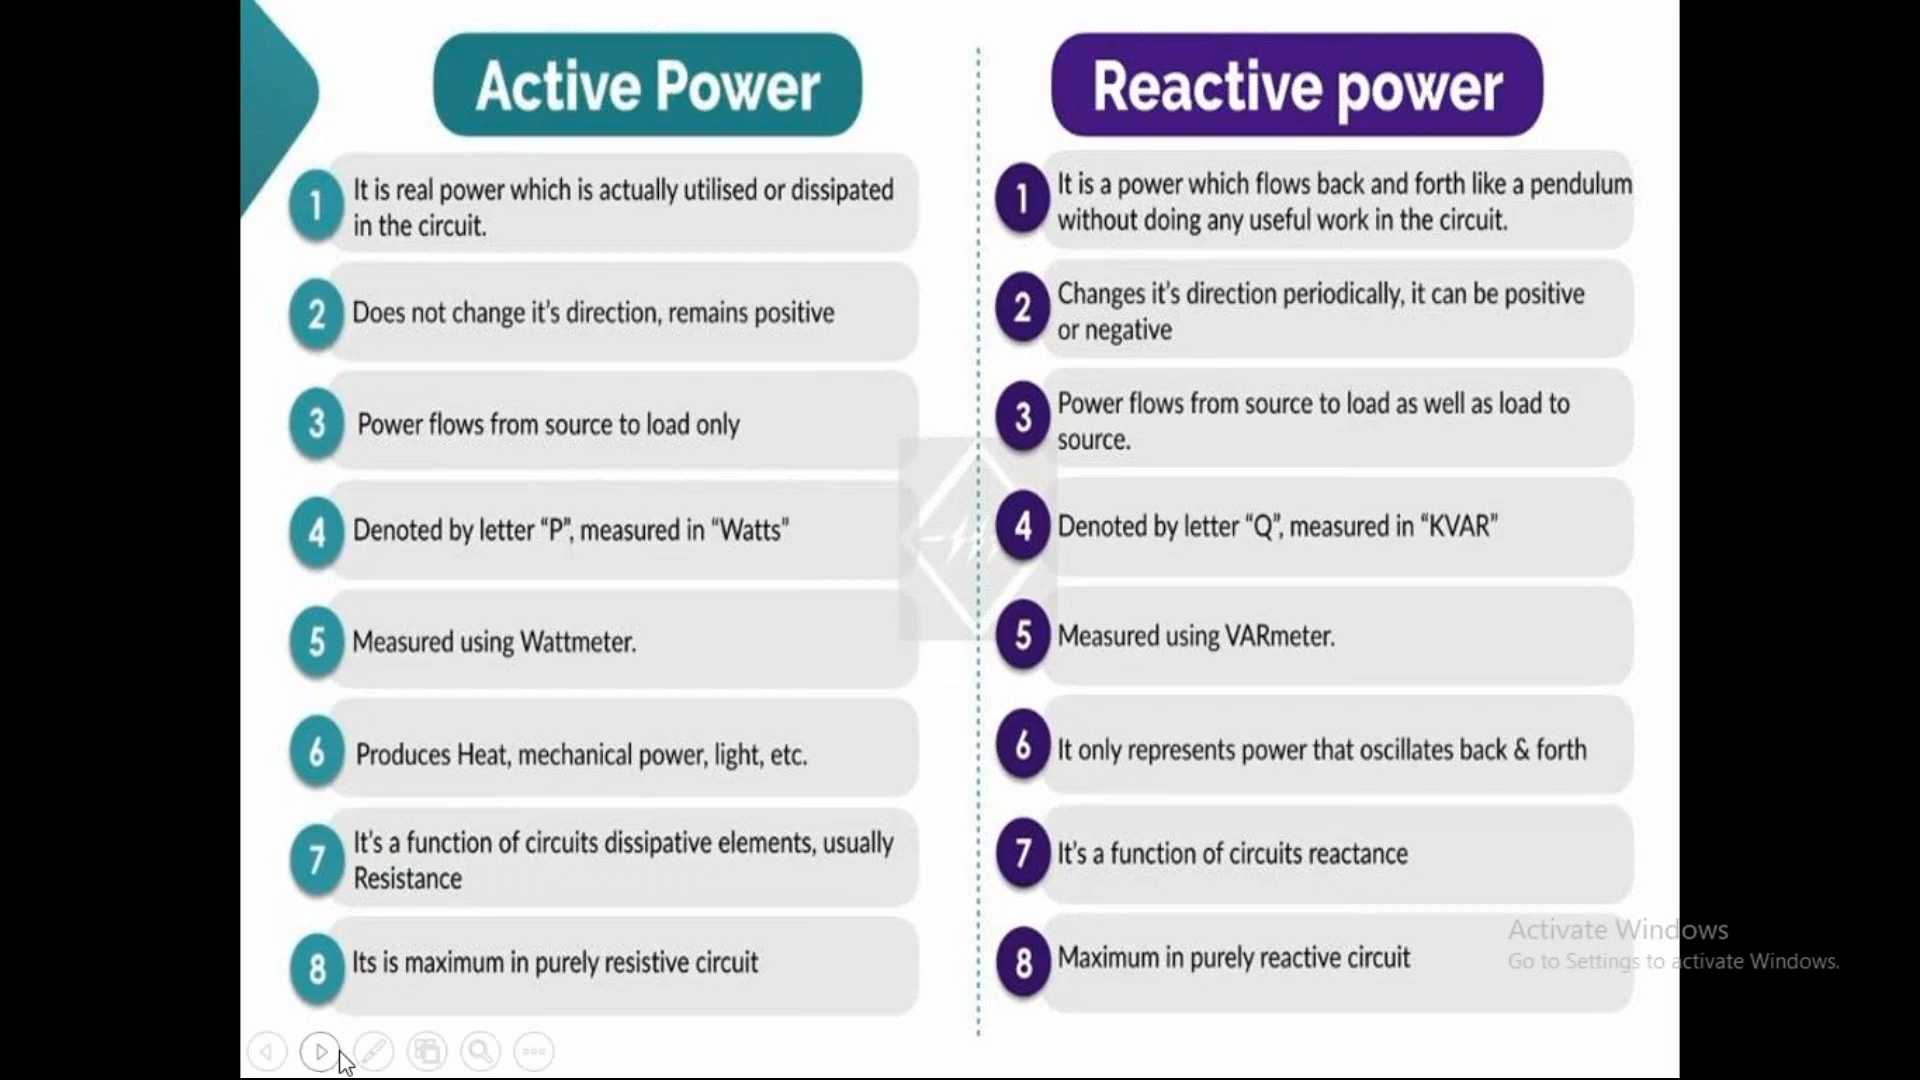 Active Power
1
It is real power which is actually utilised or dissipated
in the circuit.
2
Does not change it's direction, remains positive
3
Power flows from source to load only
4
Denoted by letter “P”, measured in “Watts”
5
Measured using Wattmeter.
6
Produces Heat, mechanical power, light, etc.
7
It's a function of circuits dissipative elements, usually
Resistance
8
Its is maximum in purely resistive circuit
Reactive power
1
It is a power which flows back and forth like a pendulum
without doing any useful work in the circuit.
2
Changes it's direction periodically, it can be positive
or negative
3
Power flows from source to load as well as load to
source.
4
Denoted by letter “Q”, measured in “KVAR”
5
Measured using VARmeter.
6
It only represents power that oscillates back & forth
7
It's a function of circuits reactance
8
Maximum in purely reactive circuit
Activate Windows
Go to Settings to activate Windows.